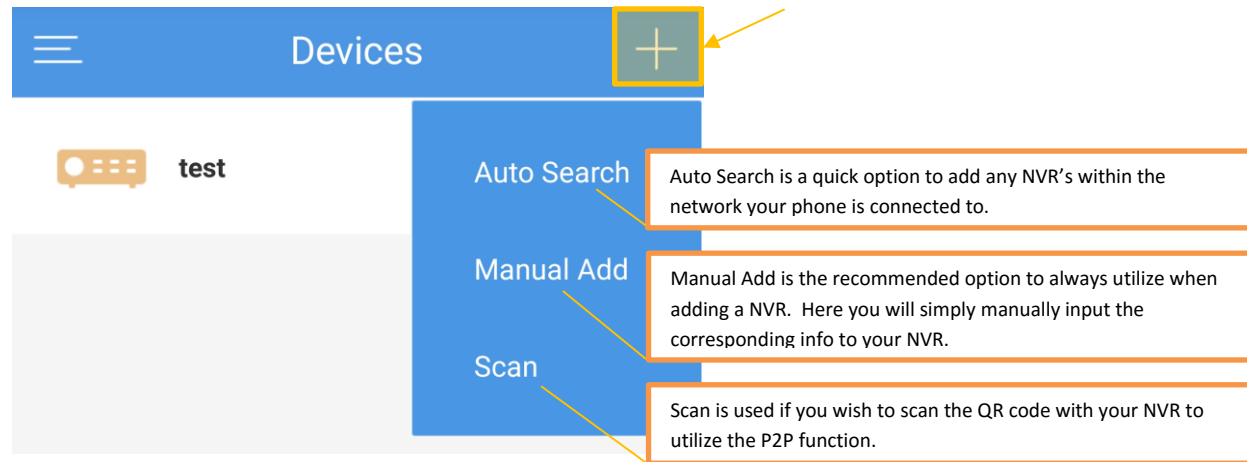 Devices
test
Auto Search
Auto Search is a quick option to add any NVR’s within the
network your phone is connected to.
Manual Add
Manual Add is the recommended option to always utilize when
adding a NVR.  Here you will simply manually input the
corresponding info to your NVR.
Scan
Scan is used if you wish to scan the QR code with your NVR to
utilize the P2P function.